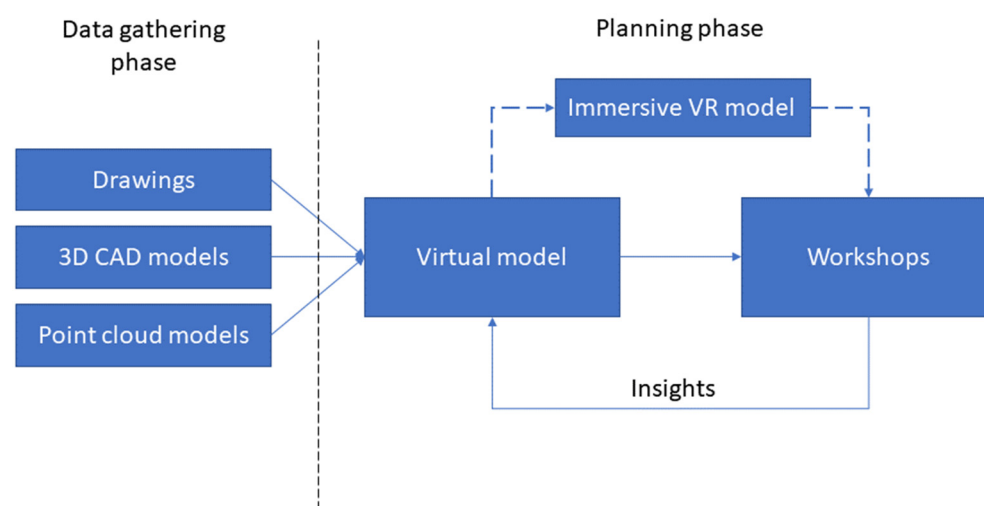 Data gathering
phase
Planning phase
Immersive VR model
Drawings
3D CAD models
Point cloud models
Virtual model
Workshops
Insights